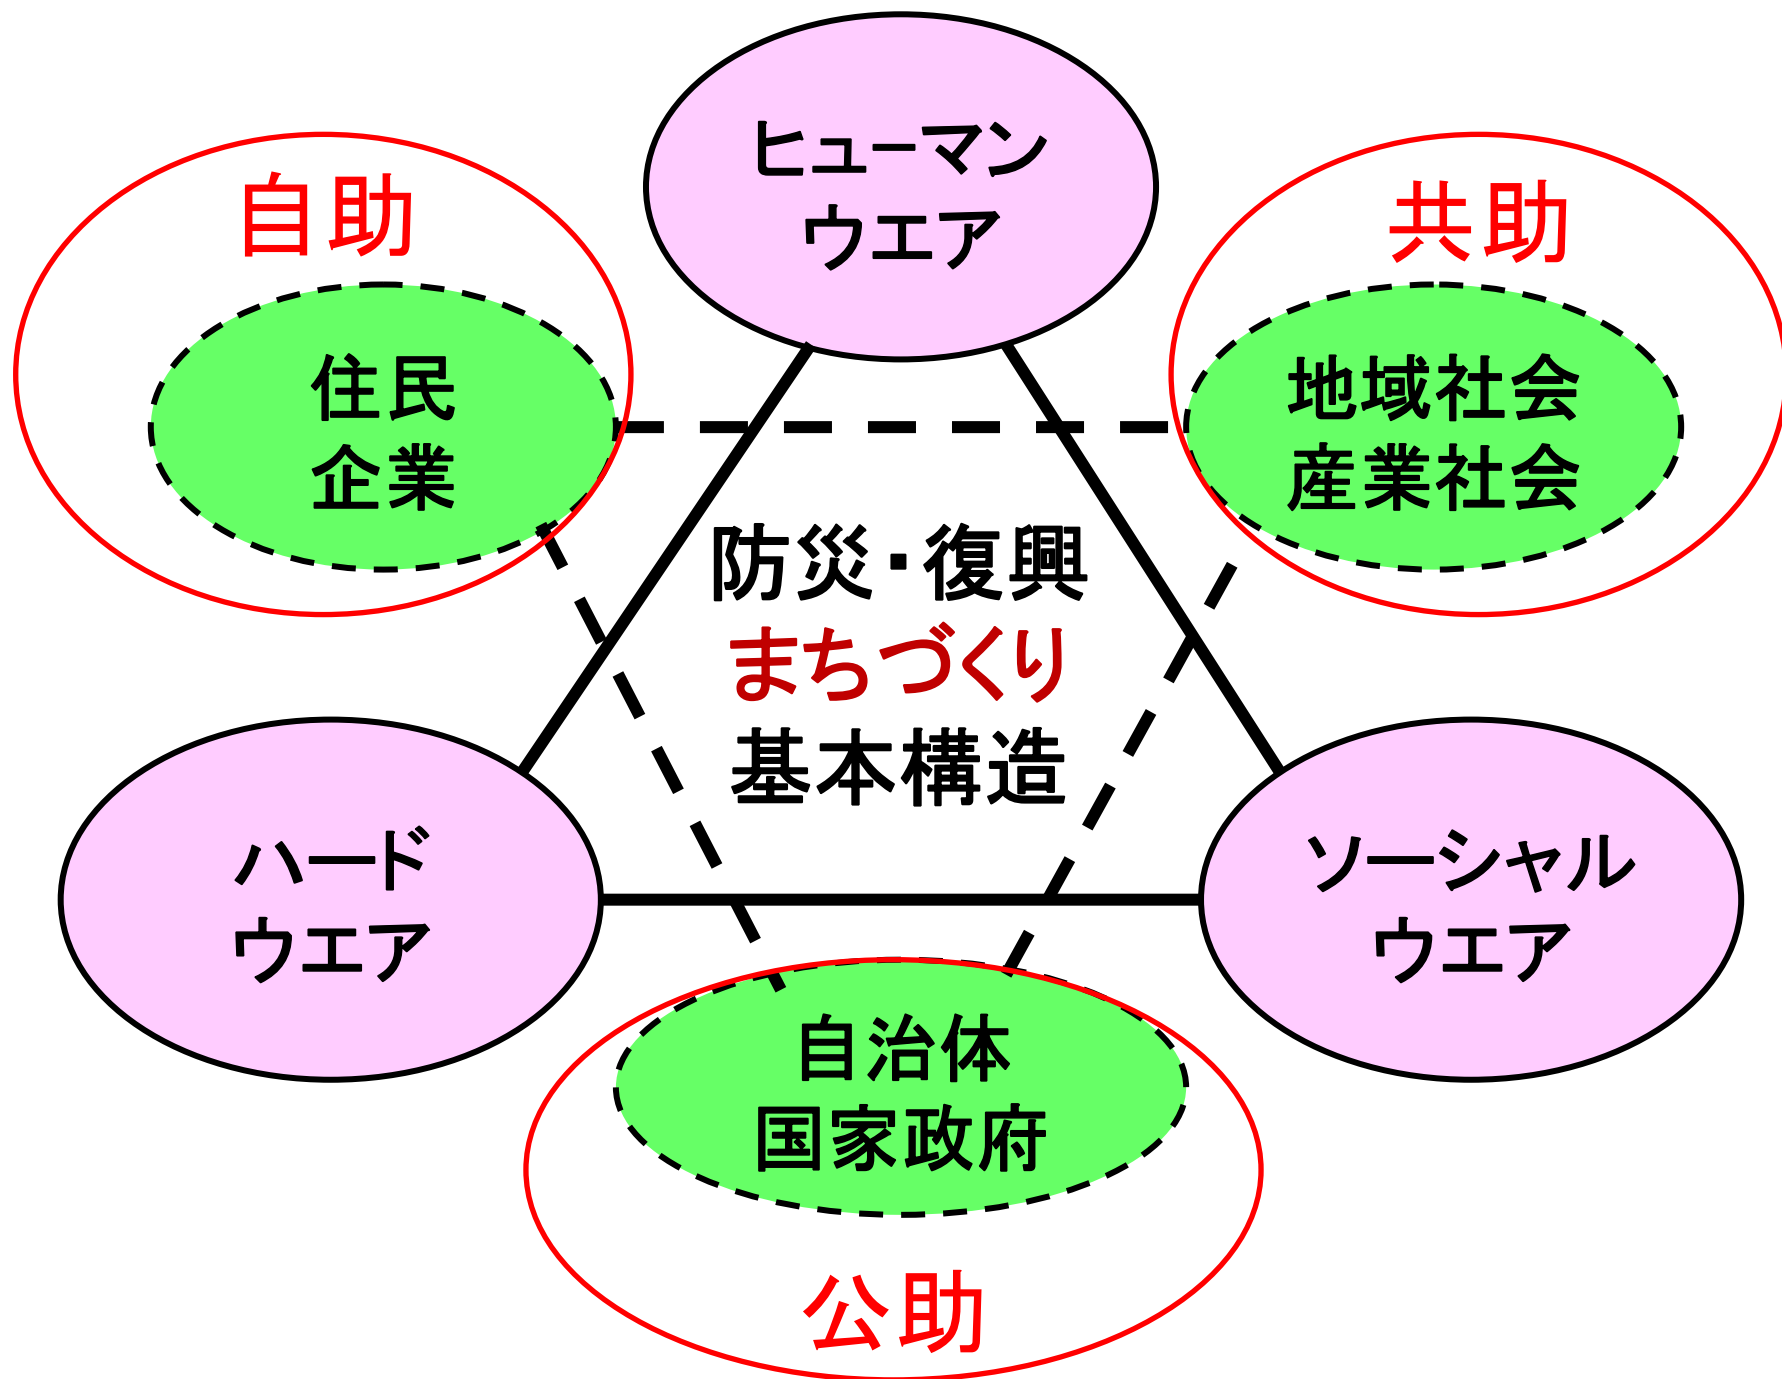 ヒューマン
ウエア
自助
住民
企業
共助
地域社会
産業社会
防災・復興
まちづくり
基本構造
ハード
ウエア
ソーシャル
ウエア
自治体
国家政府
公助